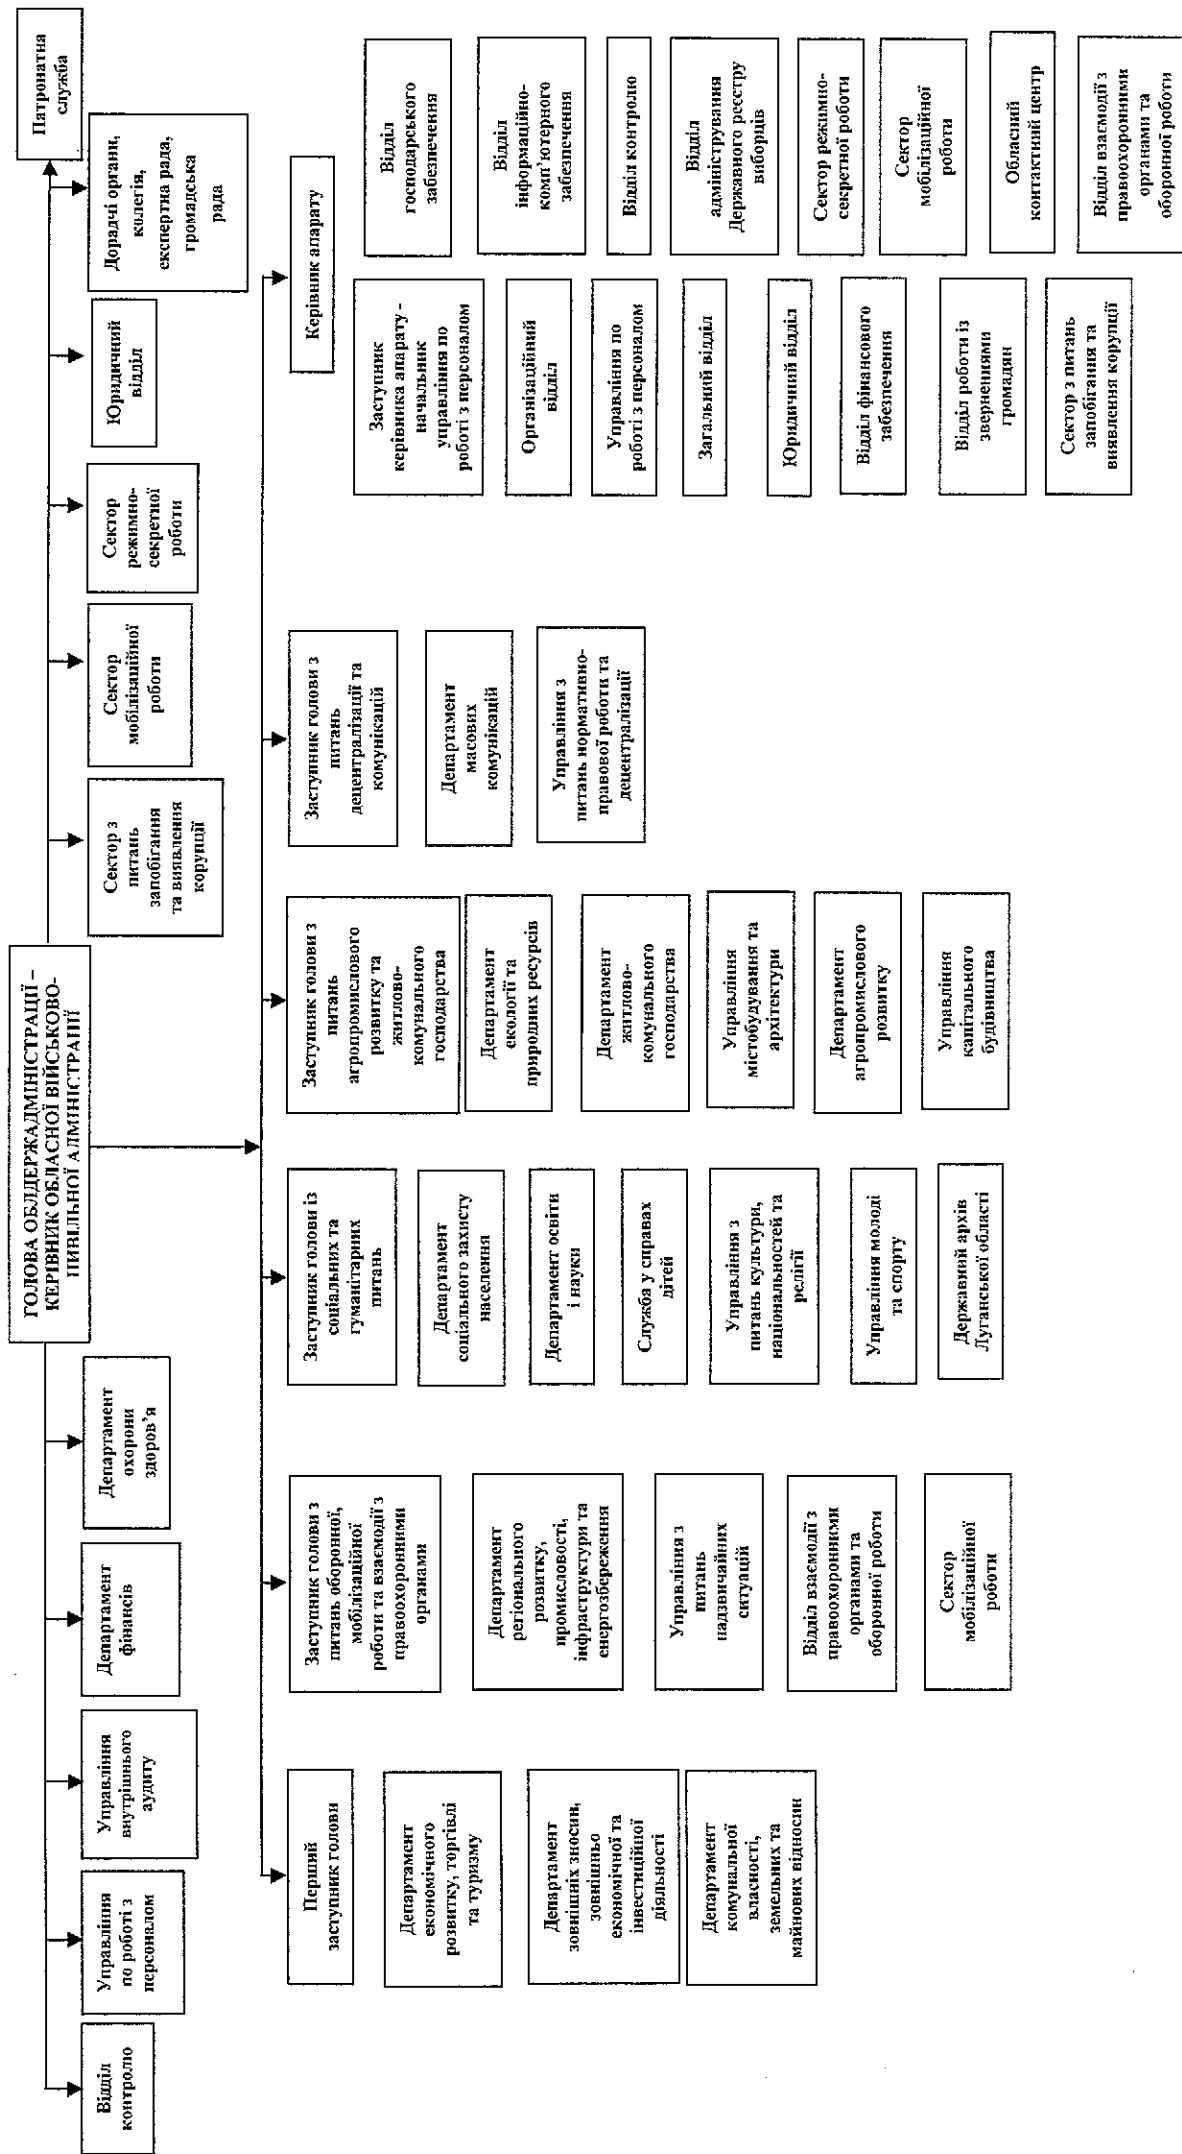 ГОЛОВА ОБЛДЕРЖАДМІНІСТРАЦІЇ –
КЕРІВНИК ОБЛАСНОЇ ВІЙСЬКОВО-
ЦИВІЛЬНОЇ АДМІНІСТРАЦІЇ
Відділ
контролю
Управління
по роботі з
персоналом
Управління
внутрішнього
аудиту
Департамент
фінансів
Департамент
охорони
здоров’я
Сектор з
питань
запобігання
та виявлення
корупції
Сектор
мобілізаційної
роботи
Сектор
режимно-
секретної
роботи
Юридичний
відділ
Дорадчі органи,
колегія,
експертна рада,
громадська
рада
Патронатна
служба
Перший
заступник голови
Департамент
економічного
розвитку, торгівлі
та туризму
Департамент
зовнішніх зносин,
зовнішньо
економічної та
інвестиційної
діяльності
Департамент
комунальної
власності,
земельних та
майнових відносин
Заступник голови з
питань оборонної,
мобілізаційної
роботи та взаємодії з
правоохоронними
органами
Департамент
регіонального
розвитку,
промисловості,
інфраструктури та
енергозбереження
Управління з
питань
надзвичайних
ситуацій
Відділ взаємодії з
правоохоронними
органами та
оборонної роботи
Сектор
мобілізаційної
роботи
Заступник голови із
соціальних та
гуманітарних
питань
Департамент
соціального захисту
населення
Департамент освіти
і науки
Служба у справах
дітей
Управління з
питань культури,
національностей та
релігії
Управління молоді
та спорту
Державний архів
Луганської області
Заступник голови з
питань
агропромислового
розвитку та
житлово-
комунального
господарства
Департамент
екології та
природних ресурсів
Департамент
житлово-
комунального
господарства
Управління
містобудування та
архітектури
Департамент
агропромислового
розвитку
Управління
капітального
будівництва
Заступник голови з
питань
децентралізації та
комунікацій
Департамент
масових
комунікацій
Управління з
питань нормативно-
правової роботи та
децентралізації
Керівник апарату
Заступник
керівника апарату -
начальник
управління по
роботі з персоналом
Організаційний
відділ
Управління по
роботі з персоналом
Загальний відділ
Юридичний відділ
Відділ фінансового
забезпечення
Відділ роботи із
зверненнями
громадян
Сектор з питань
запобігання та
виявлення корупції
Відділ
господарського
забезпечення
Відділ
інформаційно-
комп’ютерного
забезпечення
Відділ контролю
Відділ
адміністрування
Державного реєстру
виборців
Сектор режимно-
секретної роботи
Сектор
мобілізаційної
роботи
Обласний
контактний центр
Відділ взаємодії з
правоохоронними
органами та
оборонної роботи